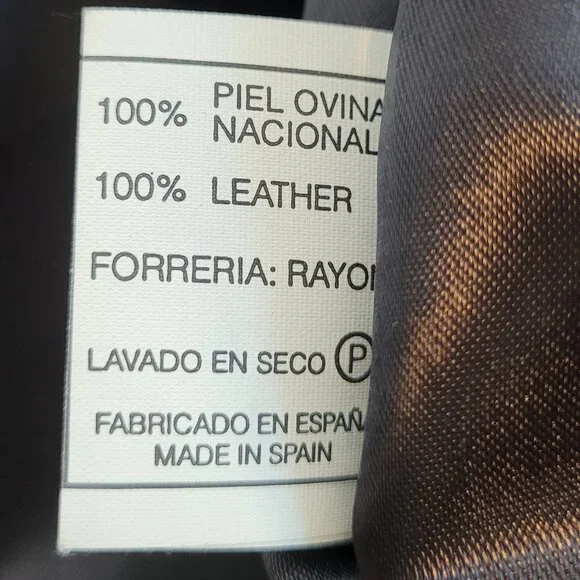 100% PIEL OVINA
NACIONAL
100% LEATHER
FORRERIA: RAYON
LAVADO EN SECO P
FABRICADO EN ESPAÑA
MADE IN SPAIN